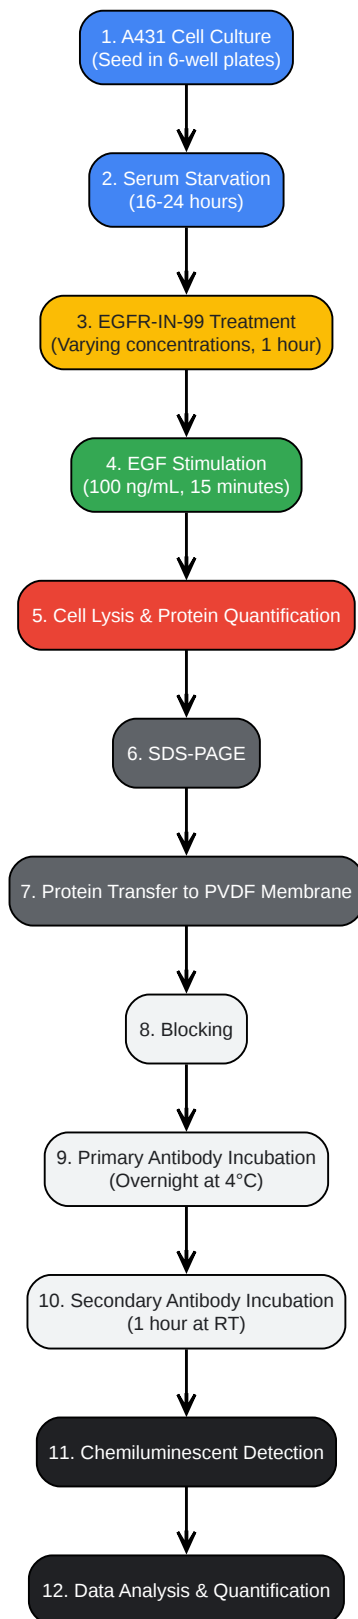 1. A431 Cell Culture
(Seed in 6-well plates)
2. Serum Starvation
(16-24 hours)
3. EGFR-IN-99 Treatment
(Varying concentrations, 1 hour)
4. EGF Stimulation
(100 ng/mL, 15 minutes)
5. Cell Lysis & Protein Quantification
6. SDS-PAGE
7. Protein Transfer to PVDF Membrane
8. Blocking
9. Primary Antibody Incubation
(Overnight at 4°C)
10. Secondary Antibody Incubation
(1 hour at RT)
11. Chemiluminescent Detection
12. Data Analysis & Quantification